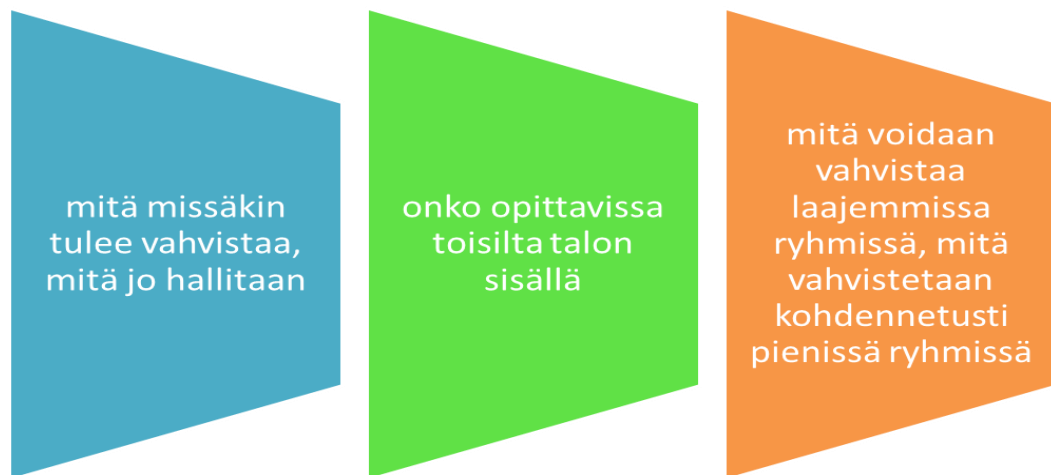 mitä missäkin
tulee vahvistaa,
mitä jo hallitaan
onko opittavissa
toisilta talon
sisällä
mitä voidaan
vahvistaa
laajemmissa
ryhmissä, mitä
vahvistetaan
kohdennetusti
pienissä ryhmissä